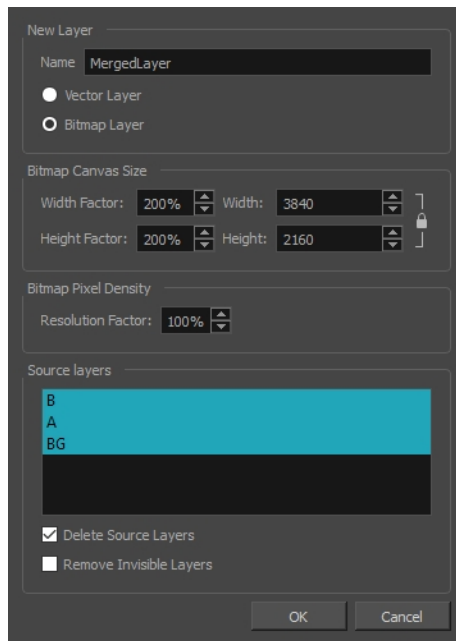 New Layer
Name MergedLayer
Vector Layer
Bitmap Layer
Bitmap Canvas Size
Width Factor: 200% Width: 3840
Height Factor: 200% Height: 2160
Bitmap Pixel Density
Resolution Factor: 100%
Source layers
B
A
BG
Delete Source Layers
Remove Invisible Layers
OK Cancel